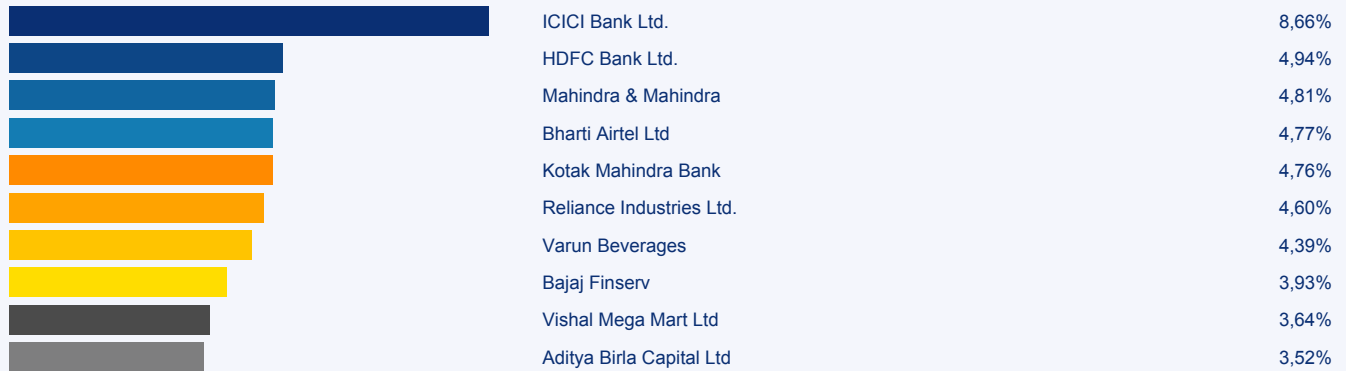 ICICI Bank Ltd. 8,66%
HDFC Bank Ltd. 4,94%
Mahindra & Mahindra 4,81%
Bharti Airtel Ltd 4,77%
Kotak Mahindra Bank 4,76%
Reliance Industries Ltd. 4,60%
Varun Beverages 4,39%
Bajaj Finserv 3,93%
Vishal Mega Mart Ltd 3,64%
Aditya Birla Capital Ltd 3,52%